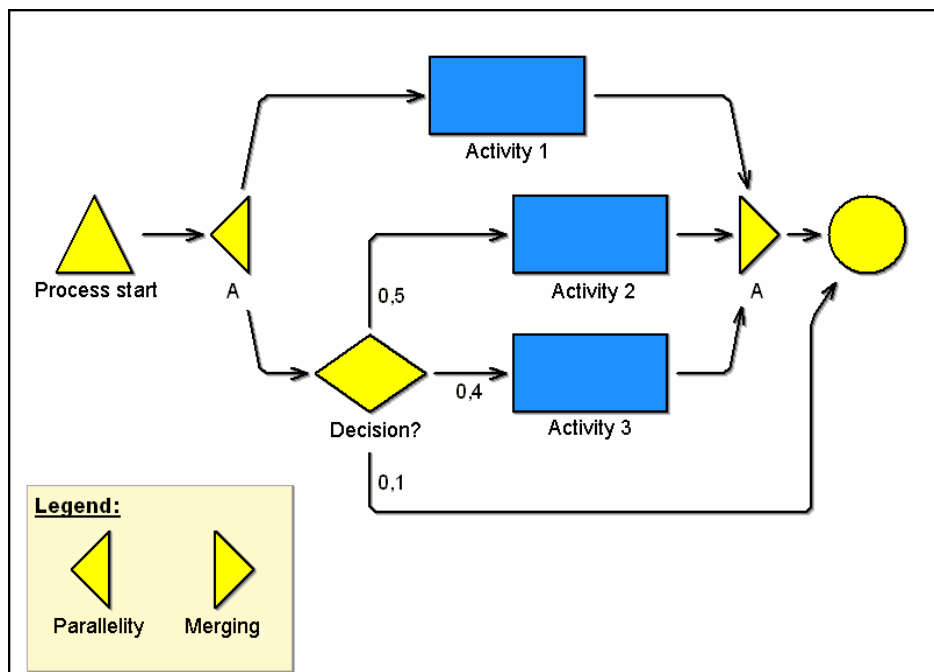 Activity 1
Process start
A
0,5
Activity 2
A
Decision?
0,4
Activity 3
0,1
Legend:
Parallelity
Merging